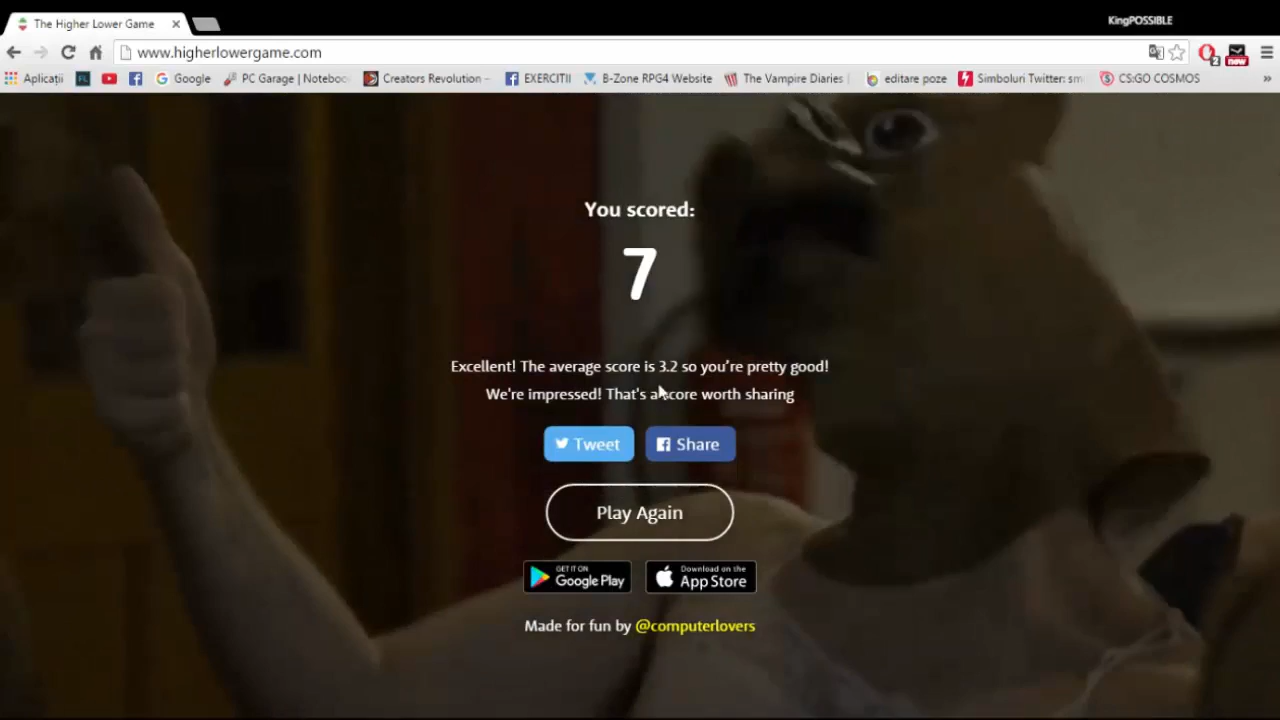 KingPOSSIBLE
The Higher Lower Game
www.higherlowergame.com
Aplicații
Google
PC Garage | Noteboo
Creators Revolution -
EXERCITII
B-Zone RPG4 Website
The Vampire Diaries |
editare poze
Simboluri Twitter: sm
CS:GO COSMOS
»
2
now
You scored:
7
Excellent! The average score is 3.2 so you're pretty good!
We're impressed! That's a score worth sharing
Tweet
Share
Play Again
GET IT ON
Google Play
Download on the
App Store
Made for fun by @computerlovers